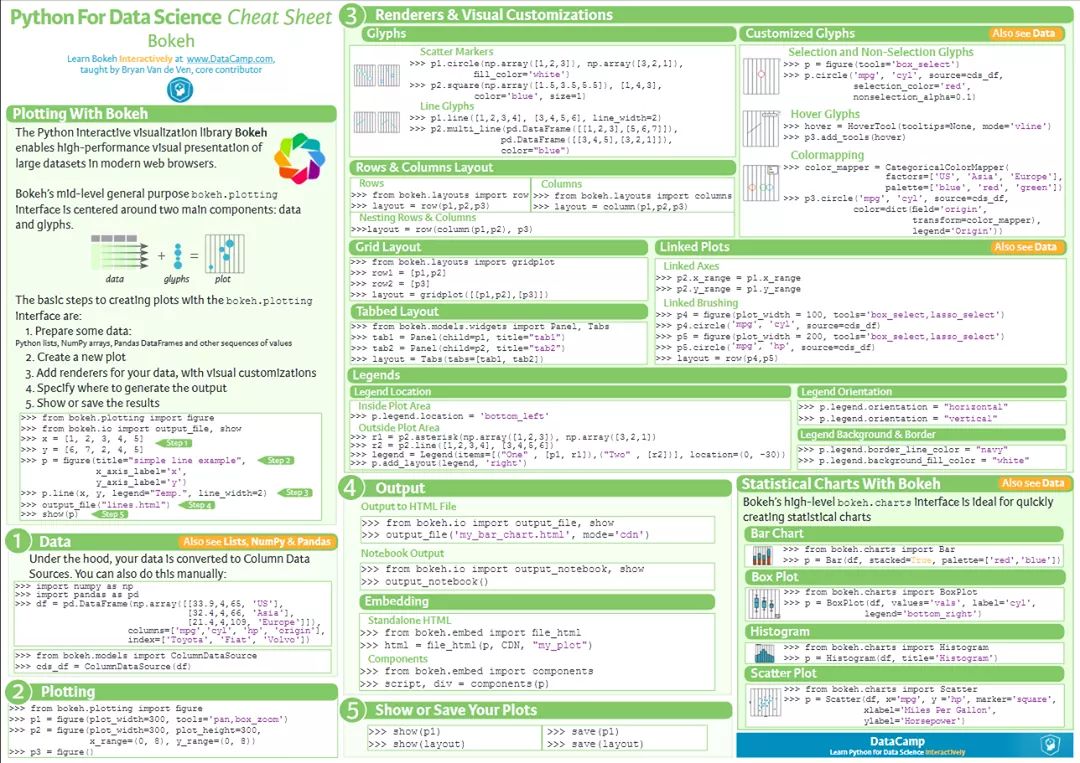 Python For Data Science Cheat Sheet
Bokeh
Learn Bokeh Interactively at www.DataCamp.com,
taught by Bryan Van de Ven, core contributor
Plotting With Bokeh
The Python interactive visualization library Bokeh
enables high-performance visual presentation of
large datasets in modern web browsers.
Bokeh's mid-level general purpose bokeh.plotting
interface is centered around two main components: data
and glyphs.
+ =
data glyphs plot
The basic steps to creating plots with the bokeh.plotting
interface are:
1. Prepare some data:
Python lists, NumPy arrays, Pandas DataFrames and other sequences of values
2. Create a new plot
3. Add renderers for your data, with visual customizations
4. Specify where to generate the output
5. Show or save the results
>>> from bokeh.plotting import figure
>>> from bokeh.io import output_file, show
>>> x = [1, 2, 3, 4, 5] Step 1
>>> y = [6, 7, 2, 4, 5]
>>> p = figure(title="simple line example", Step 2
x_axis_label='x',
y_axis_label='y')
>>> p.line(x, y, legend="Temp.", line_width=2) Step 3
>>> output_file("lines.html") Step 4
>>> show(p) Step 5
1 Data Also see Lists, NumPy & Pandas
Under the hood, your data is converted to Column Data
Sources. You can also do this manually:
>>> import numpy as np
>>> import pandas as pd
>>> df = pd.DataFrame(np.array([[33.9,4,65, 'US'],
[32.4,4,66, 'Asia'],
[21.4,4,109, 'Europe']]),
columns=['mpg','cyl', 'hp', 'origin'],
index=['Toyota', 'Fiat', 'Volvo'])
>>> from bokeh.models import ColumnDataSource
>>> cds_df = ColumnDataSource(df)
2 Plotting
>>> from bokeh.plotting import figure
>>> p1 = figure(plot_width=300, tools='pan,box_zoom')
>>> p2 = figure(plot_width=300, plot_height=300,
x_range=(0, 8), y_range=(0, 8))
>>> p3 = figure()
3 Renderers & Visual Customizations
Glyphs
Scatter Markers
>>> p1.circle(np.array([1,2,3]), np.array([3,2,1]),
fill_color='white')
>>> p2.square(np.array([1.5,3.5,5.5]), [1,4,3],
color='blue', size=1)
Line Glyphs
>>> p1.line([1,2,3,4], [3,4,5,6], line_width=2)
>>> p2.multi_line(pd.DataFrame([[1,2,3],[5,6,7]]),
pd.DataFrame([[3,4,5],[3,2,1]]),
color="blue")
Rows & Columns Layout
Rows
>>> from bokeh.layouts import row
>>> layout = row(p1,p2,p3)
Columns
>>> from bokeh.layouts import columns
>>> layout = column(p1,p2,p3)
Nesting Rows & Columns
>>>layout = row(column(p1,p2), p3)
Grid Layout
>>> from bokeh.layouts import gridplot
>>> row1 = [p1,p2]
>>> row2 = [p3]
>>> layout = gridplot([[p1,p2],[p3]])
Tabbed Layout
>>> from bokeh.models.widgets import Panel, Tabs
>>> tab1 = Panel(child=p1, title="tab1")
>>> tab2 = Panel(child=p2, title="tab2")
>>> layout = Tabs(tabs=[tab1, tab2])
Customized Glyphs Also see Data
Selection and Non-Selection Glyphs
>>> p = figure(tools='box_select')
>>> p.circle('mpg', 'cyl', source=cds_df,
selection_color='red',
nonselection_alpha=0.1)
Hover Glyphs
>>> hover = HoverTool(tooltips=None, mode='vline')
>>> p3.add_tools(hover)
Colormapping
>>> color_mapper = CategoricalColorMapper(
factors=['US', 'Asia', 'Europe'],
palette=['blue', 'red', 'green'])
>>> p3.circle('mpg', 'cyl', source=cds_df,
color=dict(field='origin',
transform=color_mapper),
legend='Origin'))
Linked Plots Also see Data
Linked Axes
>>> p2.x_range = p1.x_range
>>> p2.y_range = p1.y_range
Linked Brushing
>>> p4 = figure(plot_width = 100, tools='box_select,lasso_select')
>>> p4.circle('mpg', 'cyl', source=cds_df)
>>> p5 = figure(plot_width = 200, tools='box_select,lasso_select')
>>> p5.circle('mpg', 'hp', source=cds_df)
>>> layout = row(p4,p5)
Legends
Legend Location
Inside Plot Area
>>> p.legend.location = 'bottom_left'
Outside Plot Area
>>> r1 = p2.asterisk(np.array([1,2,3]), np.array([3,2,1])
>>> r2 = p2.line([1,2,3,4], [3,4,5,6])
>>> legend = Legend(items=[("One" , [p1, r1]),("Two" , [r2])], location=(0, -30))
>>> p.add_layout(legend, 'right')
Legend Orientation
>>> p.legend.orientation = "horizontal"
>>> p.legend.orientation = "vertical"
Legend Background & Border
>>> p.legend.border_line_color = "navy"
>>> p.legend.background_fill_color = "white"
4 Output
Output to HTML File
>>> from bokeh.io import output_file, show
>>> output_file('my_bar_chart.html', mode='cdn')
Notebook Output
>>> from bokeh.io import output_notebook, show
>>> output_notebook()
Embedding
Standalone HTML
>>> from bokeh.embed import file_html
>>> html = file_html(p, CDN, "my_plot")
Components
>>> from bokeh.embed import components
>>> script, div = components(p)
5 Show or Save Your Plots
>>> show(p1)
>>> show(layout)
>>> save(p1)
>>> save(layout)
Statistical Charts With Bokeh Also see Data
Bokeh's high-level bokeh.charts interface is ideal for quickly
creating statistical charts
Bar Chart
>>> from bokeh.charts import Bar
>>> p = Bar(df, stacked=True, palette=['red','blue'])
Box Plot
>>> from bokeh.charts import BoxPlot
>>> p = BoxPlot(df, values='vals', label='cyl',
legend='bottom_right')
Histogram
>>> from bokeh.charts import Histogram
>>> p = Histogram(df, title='Histogram')
Scatter Plot
>>> from bokeh.charts import Scatter
>>> p = Scatter(df, x='mpg', y ='hp', marker='square',
xlabel='Miles Per Gallon',
ylabel='Horsepower')
DataCamp
Learn Python for Data Science Interactively